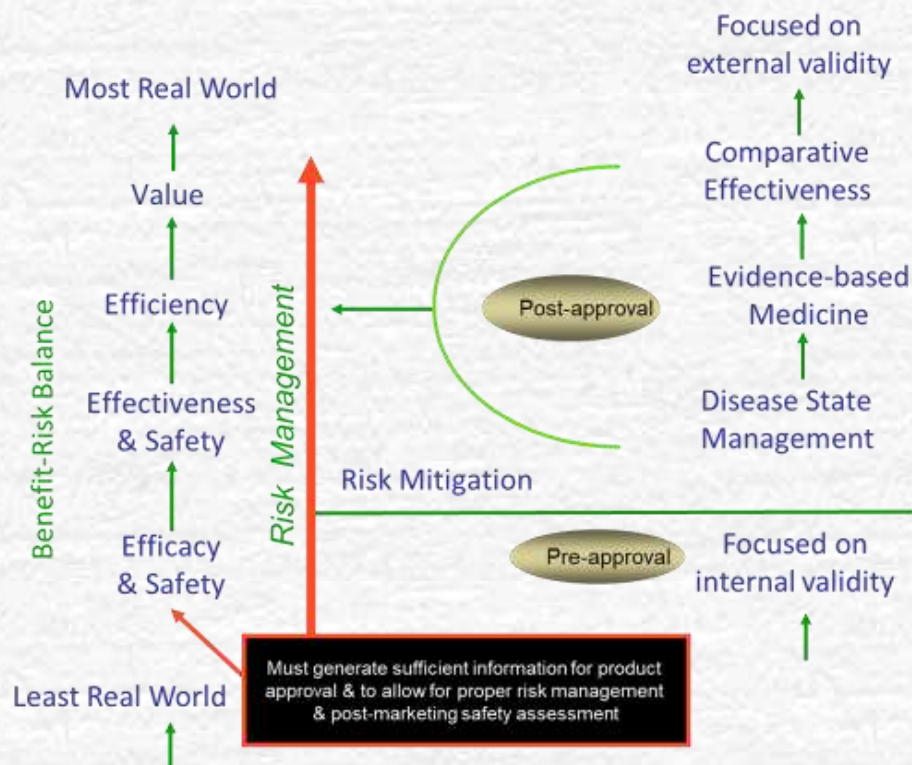 Focused on
external validity
Most Real World
Comparative
Effectiveness
Value
Evidence-based
Medicine
Efficiency
Post-approval
Benefit-Risk Balance
Risk Management
Effectiveness
& Safety
Disease State
Management
Risk Mitigation
Efficacy
& Safety
Pre-approval
Focused on
internal validity
Must generate sufficient information for product
approval & to allow for proper risk management
& post-marketing safety assessment
Least Real World